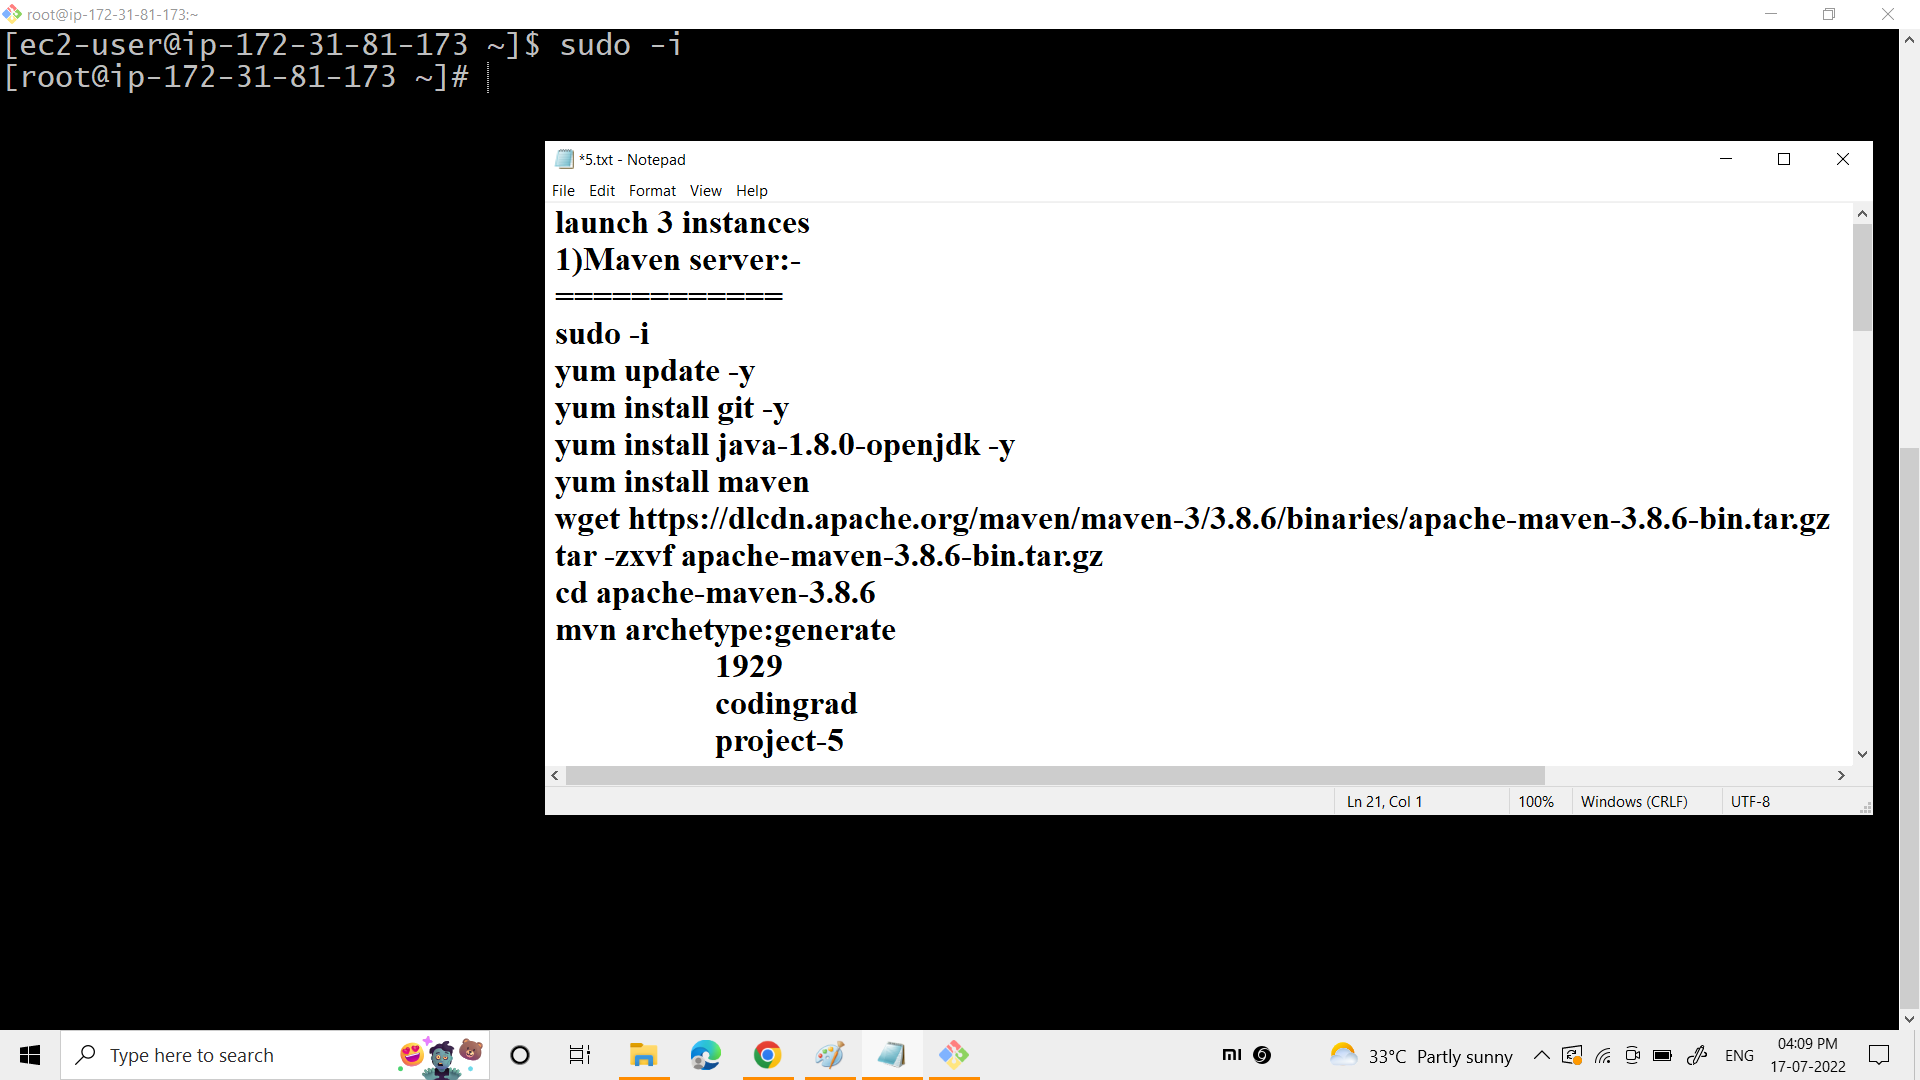 root@ip-172-31-81-173:~
[ec2-user@ip-172-31-81-173 ~]$ sudo -i
[root@ip-172-31-81-173 ~]#
*5.txt - Notepad
File Edit Format View Help
launch 3 instances
1)Maven server:-
============
sudo -i
yum update -y
yum install git -y
yum install java-1.8.0-openjdk -y
yum install maven
wget https://dlcdn.apache.org/maven/maven-3/3.8.6/binaries/apache-maven-3.8.6-bin.tar.gz
tar -zxvf apache-maven-3.8.6-bin.tar.gz
cd apache-maven-3.8.6
mvn archetype:generate
1929
codingrad
project-5
Ln 21, Col 1 100% Windows (CRLF) UTF-8
Type here to search
33°C Partly sunny
ENG
04:09 PM
17-07-2022